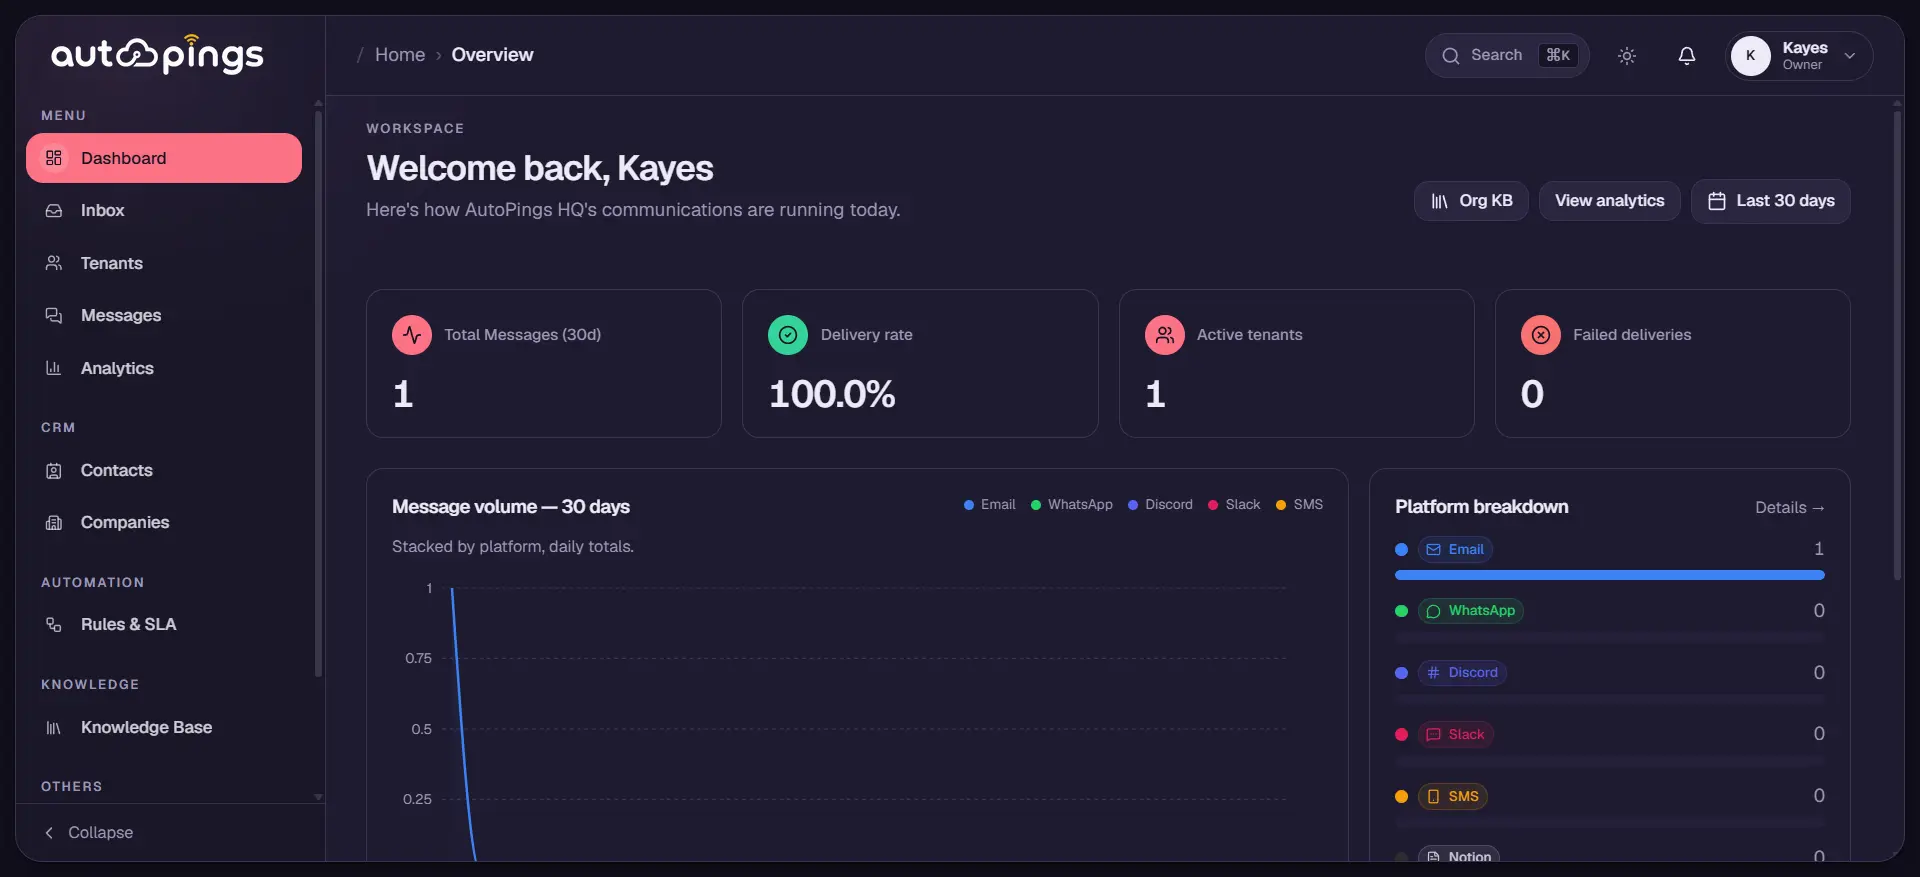 autopings
/ Home › Overview
Search ⌘K
K
Kayes
Owner
MENU
Dashboard
Inbox
Tenants
Messages
Analytics
CRM
Contacts
Companies
AUTOMATION
Rules & SLA
KNOWLEDGE
Knowledge Base
OTHERS
Collapse
WORKSPACE
Welcome back, Kayes
Here's how AutoPings HQ's communications are running today.
Org KB
View analytics
Last 30 days
Total Messages (30d)
1
Delivery rate
100.0%
Active tenants
1
Failed deliveries
0
Message volume — 30 days
Email WhatsApp Discord Slack SMS
Stacked by platform, daily totals.
1
0.75
0.5
0.25
Platform breakdown
Details →
Email 1
WhatsApp 0
Discord 0
Slack 0
SMS 0
Notion 0